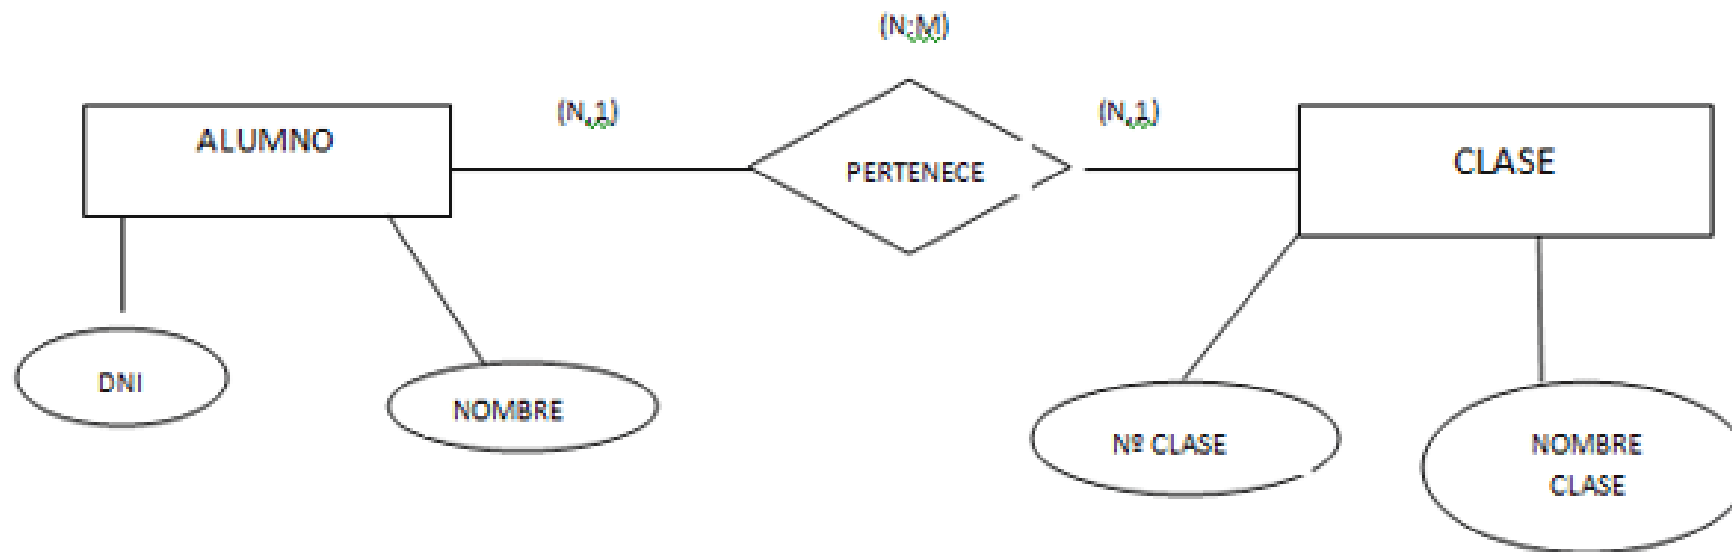 (N:M)
(N,1)
(N,1)
ALUMNO
PERTENECE
CLASE
DNI
NOMBRE
Nº CLASE
NOMBRE
CLASE